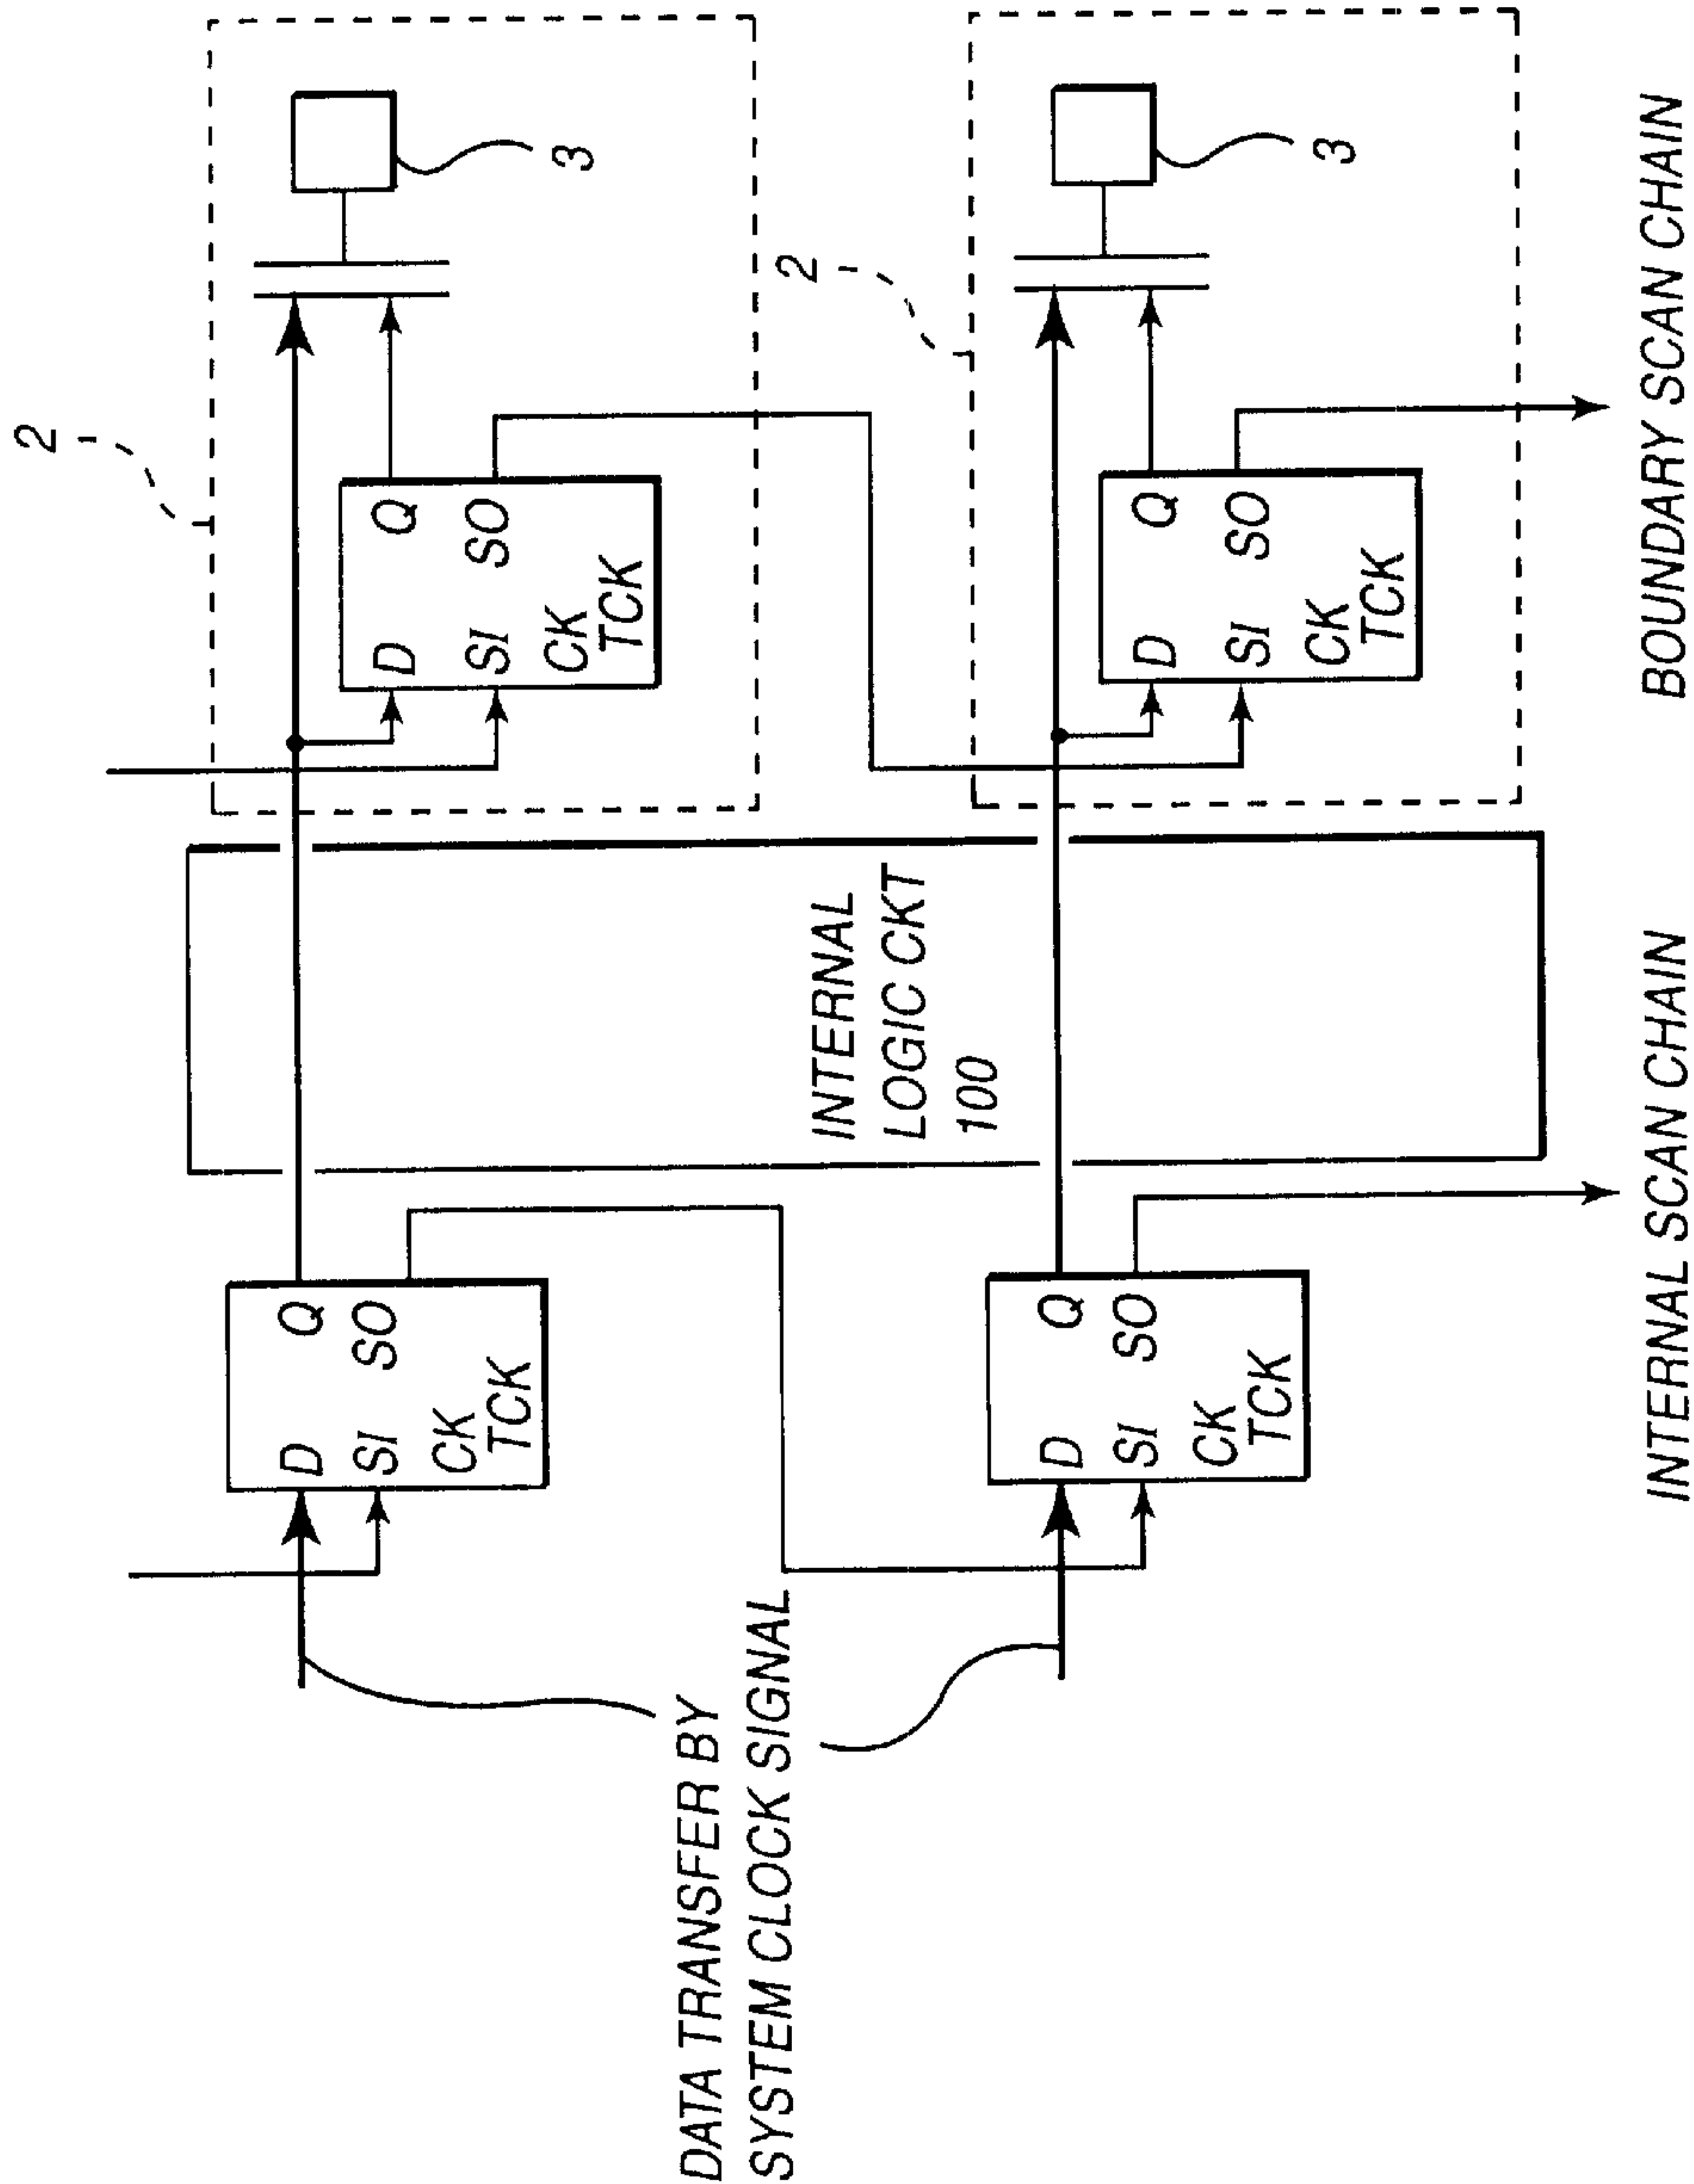 2
D Q
SI SO
CK
TCK
D Q
SI SO
CK
TCK
3
DATA TRANSFER BY
SYSTEM CLOCK SIGNAL
INTERNAL
LOGIC CKT
100
2
D Q
SI SO
CK
TCK
D Q
SI SO
CK
TCK
3
INTERNAL SCAN CHAIN
BOUNDARY SCAN CHAIN